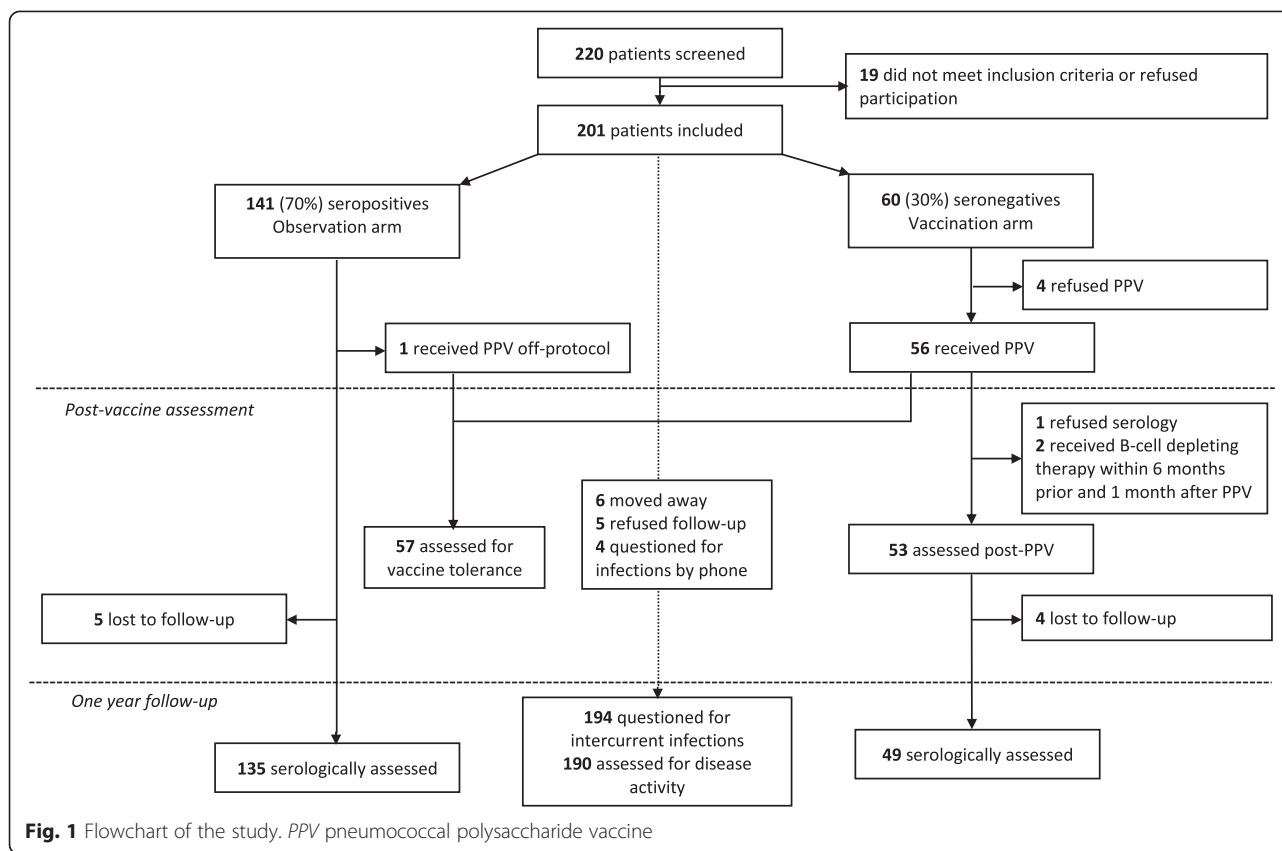 220 patients screened
19 did not meet inclusion criteria or refused
participation
201 patients included
141 (70%) seropositives
Observation arm
60 (30%) seronegatives
Vaccination arm
4 refused PPV
1 received PPV off-protocol
56 received PPV
Post-vaccine assessment
1 refused serology
2 received B-cell depleting
therapy within 6 months
prior and 1 month after PPV
6 moved away
5 refused follow-up
4 questioned for
infections by phone
57 assessed for
vaccine tolerance
53 assessed post-PPV
5 lost to follow-up
4 lost to follow-up
One year follow-up
194 questioned for
intercurrent infections
190 assessed for disease
activity
135 serologically assessed
49 serologically assessed
Fig. 1 Flowchart of the study. PPV pneumococcal polysaccharide vaccine